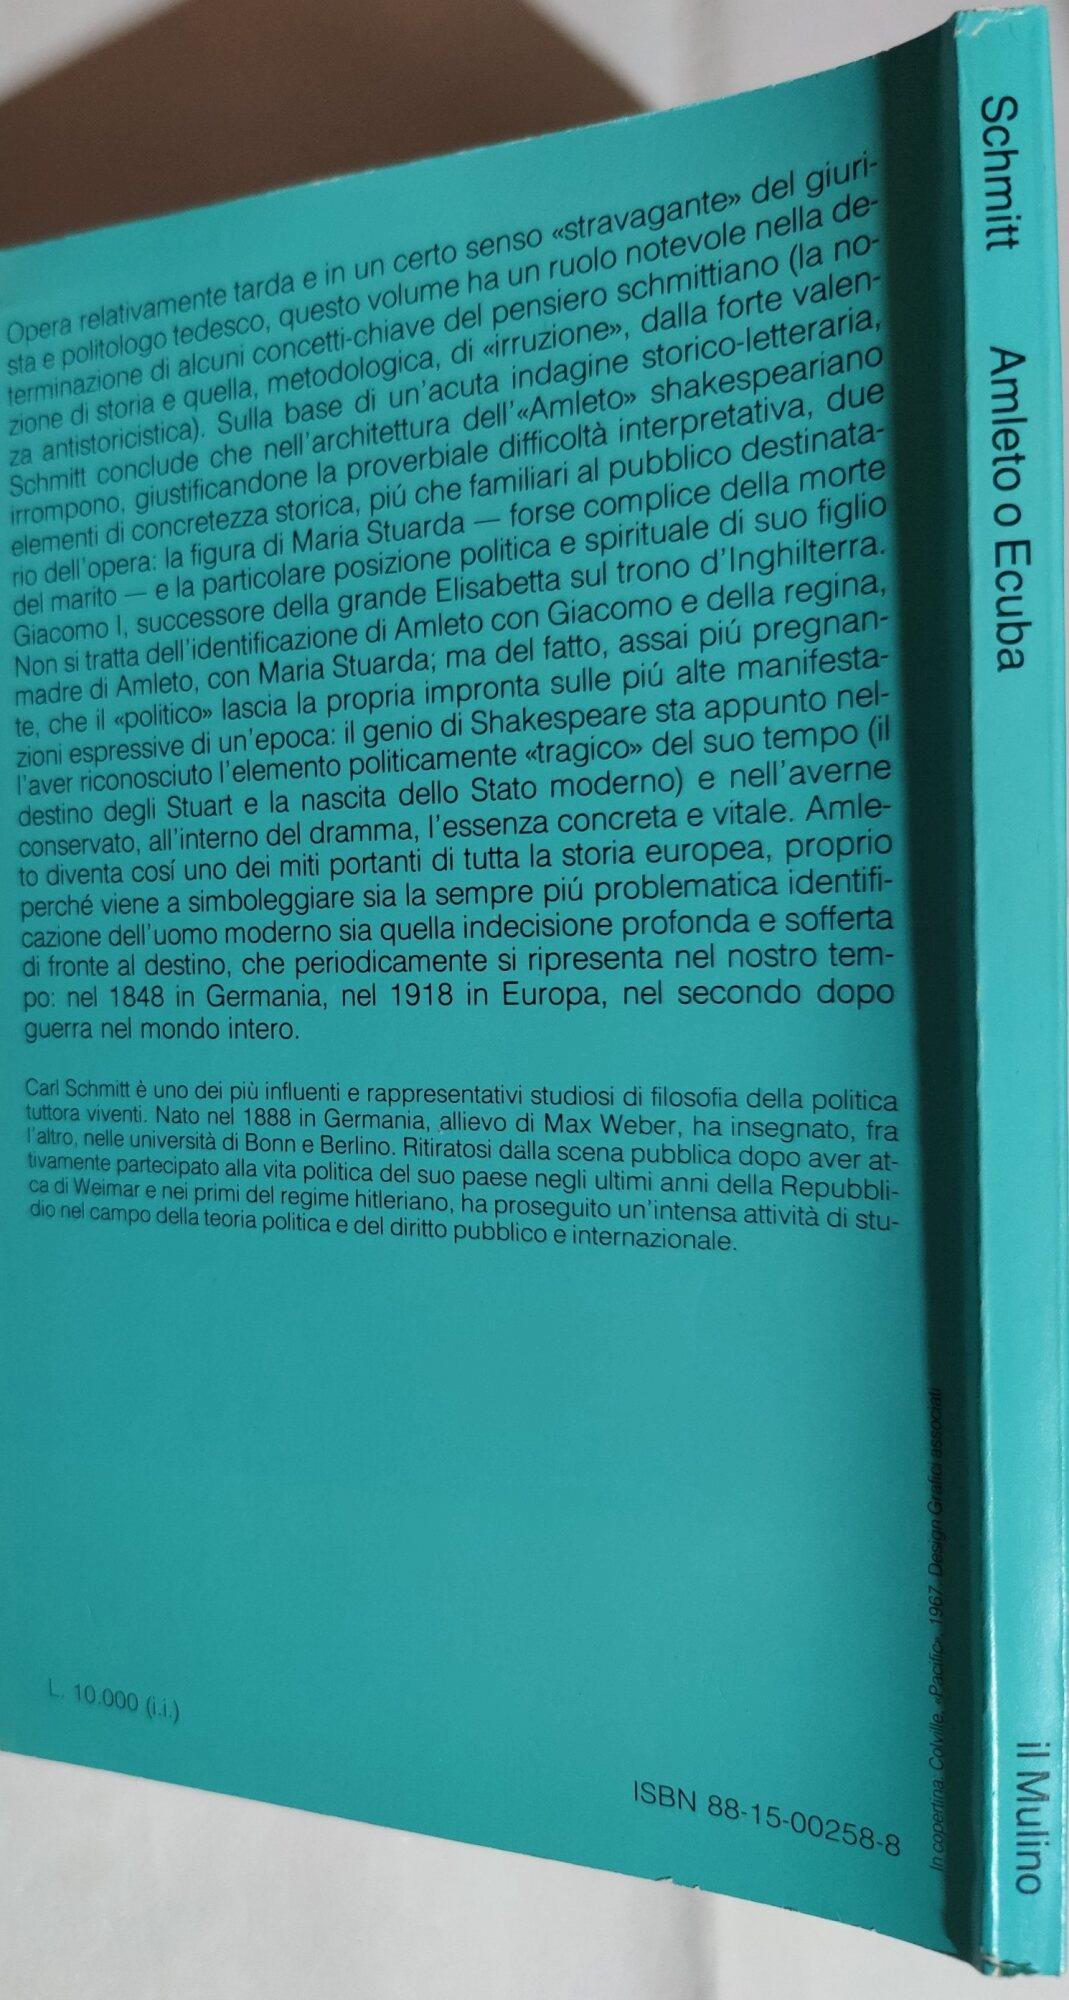 Opera relativamente tarda e in un certo senso «stravagante» del giuri-
sta e politologo tedesco, questo volume ha un ruolo notevole nella de-
terminazione di alcuni concetti-chiave del pensiero schmittiano (la no-
zione di storia e quella, metodologica, di «irruzione», dalla forte valen-
za antistoricistica). Sulla base di un'acuta indagine storico-letteraria,
Schmitt conclude che nell'architettura dell'«Amleto» shakespeariano
irrompono, giustificandone la proverbiale difficoltà interpretativa, due
elementi di concretezza storica, piú che familiari al pubblico destinata-
rio dell'opera: la figura di Maria Stuarda — forse complice della morte
del marito — e la particolare posizione politica e spirituale di suo figlio
Giacomo I, successore della grande Elisabetta sul trono d'Inghilterra.
Non si tratta dell'identificazione di Amleto con Giacomo e della regina,
madre di Amleto, con Maria Stuarda; ma del fatto, assai piú pregnan-
te, che il «politico» lascia la propria impronta sulle piú alte manifesta-
zioni espressive di un'epoca: il genio di Shakespeare sta appunto nel-
l'aver riconosciuto l'elemento politicamente «tragico» del suo tempo (il
destino degli Stuart e la nascita dello Stato moderno) e nell'averne
conservato, all'interno del dramma, l'essenza concreta e vitale. Amle-
to diventa cosí uno dei miti portanti di tutta la storia europea, proprio
perché viene a simboleggiare sia la sempre piú problematica identifi-
cazione dell'uomo moderno sia quella indecisione profonda e sofferta
di fronte al destino, che periodicamente si ripresenta nel nostro tem-
po: nel 1848 in Germania, nel 1918 in Europa, nel secondo dopo
guerra nel mondo intero.
Carl Schmitt è uno dei più influenti e rappresentativi studiosi di filosofia della politica
tuttora viventi. Nato nel 1888 in Germania, allievo di Max Weber, ha insegnato, fra
l'altro, nelle università di Bonn e Berlino. Ritiratosi dalla scena pubblica dopo aver at-
tivamente partecipato alla vita politica del suo paese negli ultimi anni della Repubbli-
ca di Weimar e nei primi del regime hitleriano, ha proseguito un'intensa attività di stu-
dio nel campo della teoria politica e del diritto pubblico e internazionale.
L. 10.000 (i.i.)
ISBN 88-15-00258-8
In copertina: Colville, «Pacific», 1967. Design Grafici associati
Schmitt Amleto o Ecuba il Mulino